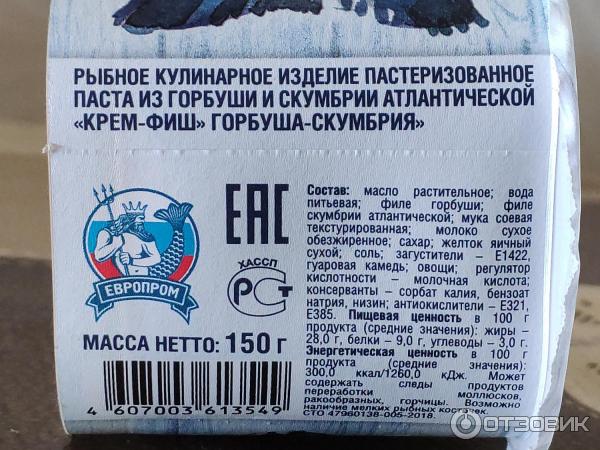 РЫБНОЕ КУЛИНАРНОЕ ИЗДЕЛИЕ ПАСТЕРИЗОВАННОЕ
ПАСТА ИЗ ГОРБУШИ И СКУМБРИИ АТЛАНТИЧЕСКОЙ
«КРЕМ-ФИШ» ГОРБУША-СКУМБРИЯ»
ЕВРОПРОМ
ЕАС
ХАССП
РСТ
МАССА НЕТТО: 150 г
4 607003 613549
Состав: масло растительное; вода
питьевая; филе горбуши; филе
скумбрии атлантической; мука соевая
текстурированная; молоко сухое
обезжиренное; сахар; желток яичный
сухой; соль; загустители – Е1422,
гуаровая камедь; овощи; регулятор
кислотности – молочная кислота;
консерванты – сорбат калия, бензоат
натрия, низин; антиокислители – Е321,
Е385. Пищевая ценность в 100 г
продукта (средние значения): жиры –
28,0 г, белки – 9,0 г, углеводы – 3,0 г.
Энергетическая ценность в 100 г
продукта (средние значения):
300,0 ккал/1260,0 кДж. Может
содержать следы продуктов
переработки моллюсков,
ракообразных, горчицы. Возможно
наличие мелких рыбных косточек.
СТО 47960138-005-2018.
ОТЗОВИК